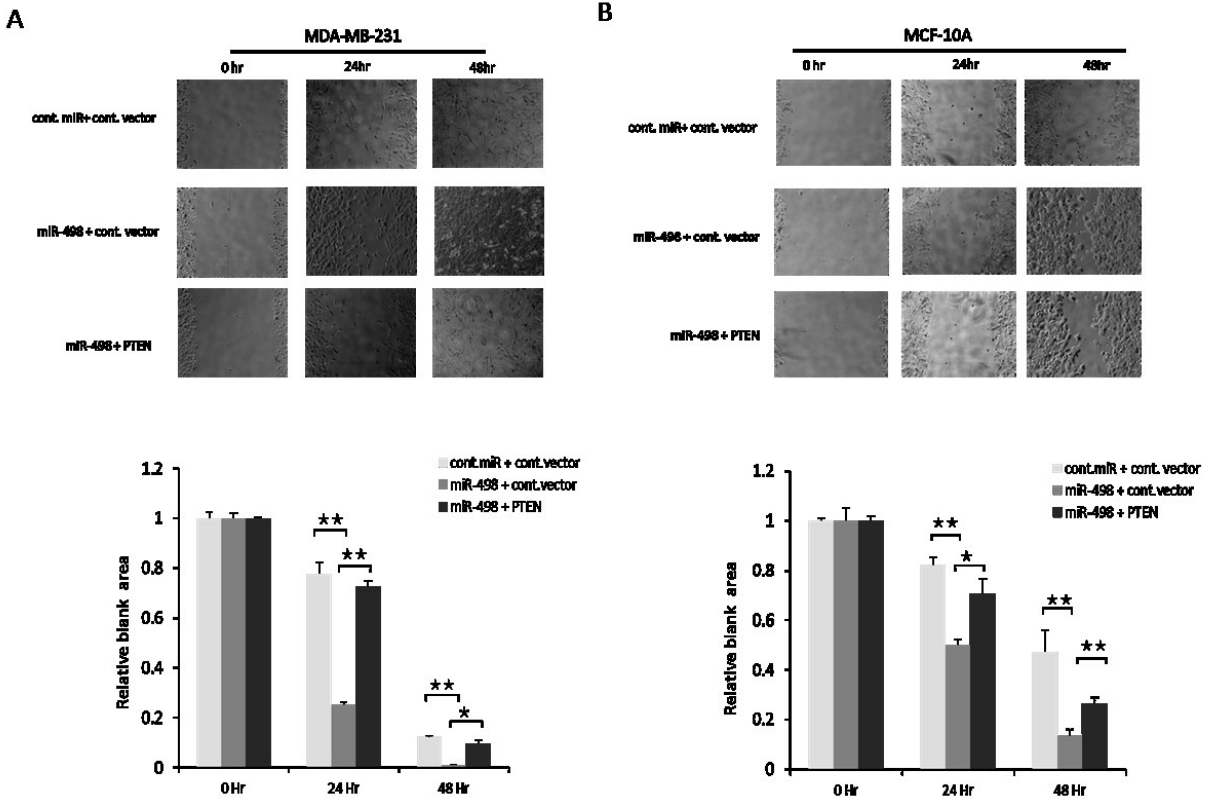 A
MDA-MB-231
0 hr 24hr 48hr
cont. miR+ cont. vector
miR-498 + cont. vector
miR-498 + PTEN
B
MCF-10A
0 hr 24hr 48hr
cont. miR+ cont. vector
miR-498 + cont. vector
miR-498 + PTEN
cont.miR + cont.vector
miR-498 + cont.vector
miR-498 + PTEN
Relative blank area
1.2
1
0.8
0.6
0.4
0.2
0
** ** ** *
0 Hr 24 Hr 48 Hr
cont.miR + cont. vector
miR-498 + cont.vector
miR-498 + PTEN
Relative blank area
1.2
1
0.8
0.6
0.4
0.2
0
** * ** **
0 Hr 24 Hr 48 Hr